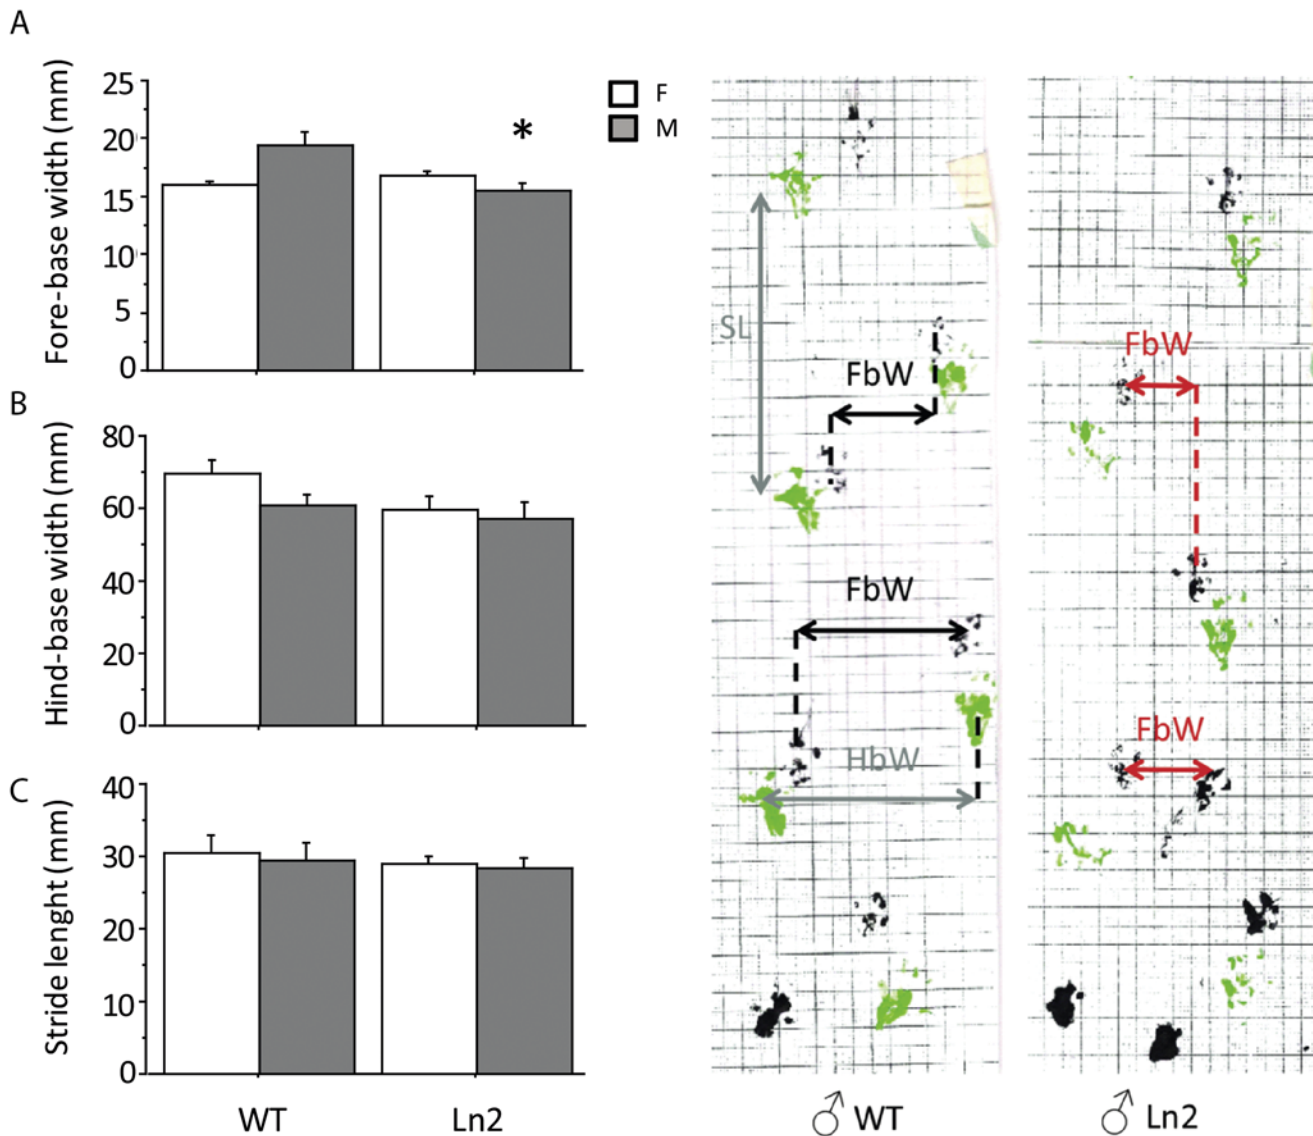 A
Fore-base width (mm)
25
20
15
10
5
0
F
M
*
B
Hind-base width (mm)
80
60
40
20
0
C
Stride lenght (mm)
40
30
20
10
0
WT
Ln2
SL
FbW
FbW
HbW
♂ WT
FbW
FbW
♂ Ln2